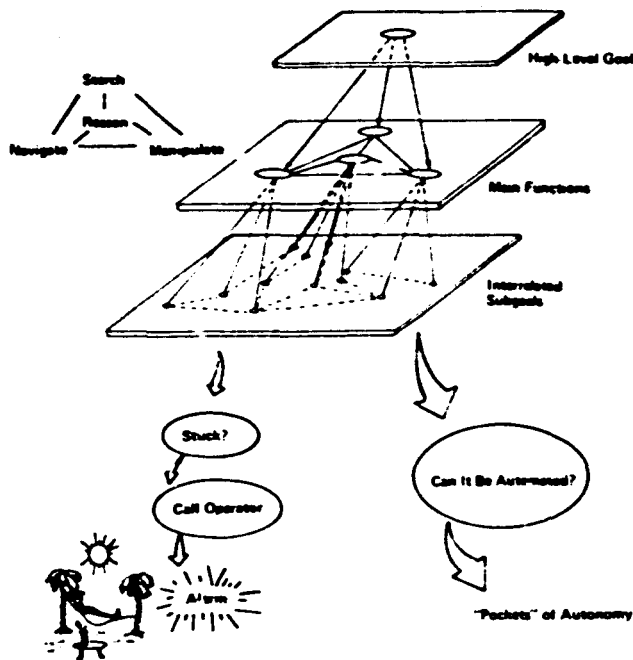 High Level Goal
Search
Reason
Navigate
Manipulate
Main Functions
Interrelated
Subgoals
Stuck?
Can It Be Automated?
Call Operator
Alarm
"Pockets" of Autonomy